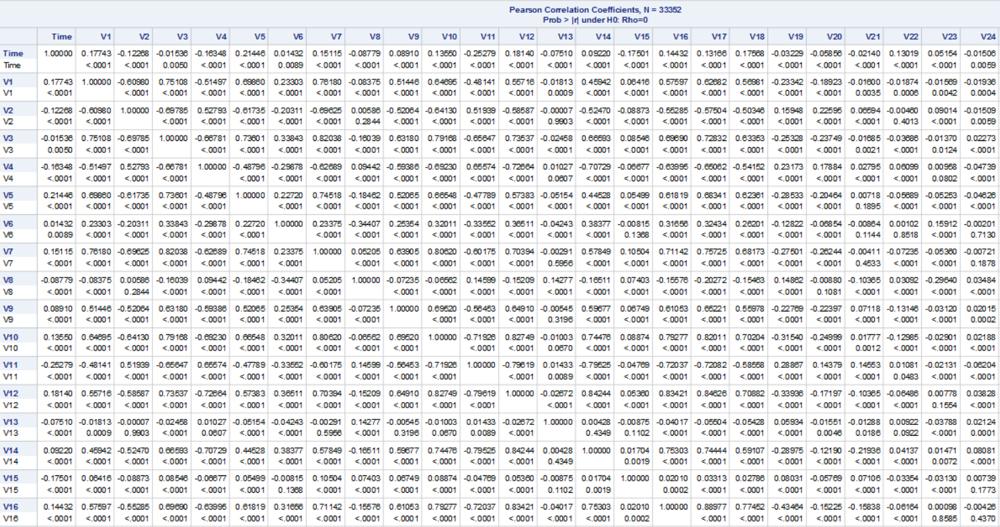 Pearson Correlation Coefficients, N = 33352
Prob > |r| under H0: Rho=0
Time V1 V2 V3 V4 V5 V6 V7 V8 V9 V10 V11 V12 V13 V14 V15 V16 V17 V18 V19 V20 V21 V22 V23 V24
Time 1.00000 0.17743 -0.12268 -0.01536 -0.16348 0.21446 0.01432 0.15115 -0.08779 0.08910 0.13550 -0.25279 0.18140 -0.07510 0.09220 -0.17501 0.14432 0.13166 0.17568 -0.03229 -0.05856 -0.02140 0.13019 0.05154 -0.01506
Time <.0001 <.0001 0.0050 <.0001 <.0001 0.0089 <.0001 <.0001 <.0001 <.0001 <.0001 <.0001 <.0001 <.0001 <.0001 <.0001 <.0001 <.0001 <.0001 <.0001 <.0001 <.0001 <.0001 0.0059
V1 0.17743 1.00000 -0.60980 0.75108 -0.51497 0.69860 0.23303 0.76180 -0.08375 0.51446 0.64695 -0.48141 0.55716 -0.01813 0.45942 0.06416 0.57597 0.62682 0.56981 -0.23342 -0.18923 -0.01600 -0.01874 -0.01569 -0.01936
V1 <.0001 <.0001 <.0001 <.0001 <.0001 <.0001 <.0001 <.0001 <.0001 <.0001 <.0001 <.0001 0.0009 <.0001 <.0001 <.0001 <.0001 <.0001 <.0001 <.0001 0.0035 0.0006 0.0042 0.0004
V2 -0.12268 -0.60980 1.00000 -0.69785 0.52793 -0.61735 -0.20311 -0.69625 0.00586 -0.52064 -0.64130 0.51939 -0.58587 -0.00007 -0.52470 -0.08873 -0.55285 -0.57504 -0.50346 0.15948 0.22595 0.06594 -0.00460 0.09014 -0.01509
V2 <.0001 <.0001 <.0001 <.0001 <.0001 <.0001 <.0001 0.2844 <.0001 <.0001 <.0001 <.0001 0.9903 <.0001 <.0001 <.0001 <.0001 <.0001 <.0001 <.0001 <.0001 0.4013 <.0001 0.0059
V3 -0.01536 0.75108 -0.69785 1.00000 -0.66781 0.73601 0.33843 0.82038 -0.16039 0.63180 0.79168 -0.65647 0.73537 -0.02458 0.66593 0.08546 0.69690 0.72832 0.63353 -0.25328 -0.23749 -0.01685 -0.03686 -0.01370 0.02273
V3 0.0050 <.0001 <.0001 <.0001 <.0001 <.0001 <.0001 <.0001 <.0001 <.0001 <.0001 <.0001 <.0001 <.0001 <.0001 <.0001 <.0001 <.0001 <.0001 <.0001 0.0021 <.0001 0.0124 <.0001
V4 -0.16348 -0.51497 0.52793 -0.66781 1.00000 -0.48796 -0.29878 -0.62689 0.09442 -0.59386 -0.69230 0.65574 -0.72664 0.01027 -0.70729 -0.06677 -0.63995 -0.65062 -0.54152 0.23173 0.17884 0.02795 0.06099 0.00958 -0.04739
V4 <.0001 <.0001 <.0001 <.0001 <.0001 <.0001 <.0001 <.0001 <.0001 <.0001 <.0001 <.0001 0.0607 <.0001 <.0001 <.0001 <.0001 <.0001 <.0001 <.0001 <.0001 <.0001 0.0802 <.0001
V5 0.21446 0.69860 -0.61735 0.73601 -0.48796 1.00000 0.22720 0.74518 -0.18462 0.52065 0.66548 -0.47789 0.57383 -0.05154 0.44528 0.05499 0.61819 0.68341 0.62361 -0.28533 -0.20464 0.00718 -0.05689 -0.05253 -0.04626
V5 <.0001 <.0001 <.0001 <.0001 <.0001 <.0001 <.0001 <.0001 <.0001 <.0001 <.0001 <.0001 <.0001 <.0001 <.0001 <.0001 <.0001 <.0001 <.0001 <.0001 0.1895 <.0001 <.0001 <.0001
V6 0.01432 0.23303 -0.20311 0.33843 -0.29878 0.22720 1.00000 0.23375 -0.34407 0.25354 0.32011 -0.33552 0.36511 -0.04243 0.38377 -0.00815 0.31656 0.32434 0.26201 -0.12822 -0.06854 -0.00864 0.00102 0.15912 -0.00201
V6 0.0089 <.0001 <.0001 <.0001 <.0001 <.0001 <.0001 <.0001 <.0001 <.0001 <.0001 <.0001 <.0001 <.0001 0.1368 <.0001 <.0001 <.0001 <.0001 <.0001 0.1144 0.8518 <.0001 0.7130
V7 0.15115 0.76180 -0.69625 0.82038 -0.62689 0.74518 0.23375 1.00000 0.05205 0.63905 0.80620 -0.60175 0.70394 -0.00291 0.57849 0.10504 0.71142 0.75725 0.68173 -0.27501 -0.26244 -0.00411 -0.07235 -0.05360 -0.00721
V7 <.0001 <.0001 <.0001 <.0001 <.0001 <.0001 <.0001 <.0001 <.0001 <.0001 <.0001 <.0001 0.5956 <.0001 <.0001 <.0001 <.0001 <.0001 <.0001 <.0001 0.4533 <.0001 <.0001 0.1878
V8 -0.08779 -0.08375 0.00586 -0.16039 0.09442 -0.18462 -0.34407 0.05205 1.00000 -0.07235 -0.06562 0.14599 -0.15209 0.14277 -0.16511 0.07403 -0.15576 -0.20272 -0.15463 0.14862 -0.00880 -0.10365 0.03092 -0.29640 0.03484
V8 <.0001 <.0001 0.2844 <.0001 <.0001 <.0001 <.0001 <.0001 <.0001 <.0001 <.0001 <.0001 <.0001 <.0001 <.0001 <.0001 <.0001 <.0001 <.0001 0.1081 <.0001 <.0001 <.0001 <.0001
V9 0.08910 0.51446 -0.52064 0.63180 -0.59386 0.52065 0.25354 0.63905 -0.07235 1.00000 0.69520 -0.56453 0.64910 -0.00545 0.59677 0.06749 0.61053 0.65221 0.55978 -0.22769 -0.22397 0.07118 -0.13146 -0.03120 0.02015
V9 <.0001 <.0001 <.0001 <.0001 <.0001 <.0001 <.0001 <.0001 <.0001 <.0001 <.0001 <.0001 0.3196 <.0001 <.0001 <.0001 <.0001 <.0001 <.0001 <.0001 <.0001 <.0001 <.0001 0.0002
V10 0.13550 0.64695 -0.64130 0.79168 -0.69230 0.66548 0.32011 0.80620 -0.06562 0.69520 1.00000 -0.71926 0.82749 -0.01003 0.74476 0.08874 0.79277 0.82011 0.70204 -0.31540 -0.24999 0.01777 -0.12985 -0.02901 0.02188
V10 <.0001 <.0001 <.0001 <.0001 <.0001 <.0001 <.0001 <.0001 <.0001 <.0001 <.0001 <.0001 0.0670 <.0001 <.0001 <.0001 <.0001 <.0001 <.0001 <.0001 0.0012 <.0001 <.0001 <.0001
V11 -0.25279 -0.48141 0.51939 -0.65647 0.65574 -0.47789 -0.33552 -0.60175 0.14599 -0.56453 -0.71926 1.00000 -0.79619 0.01433 -0.79525 -0.04769 -0.72037 -0.72082 -0.58558 0.28867 0.14379 0.14553 0.01081 -0.02131 -0.06204
V11 <.0001 <.0001 <.0001 <.0001 <.0001 <.0001 <.0001 <.0001 <.0001 <.0001 <.0001 <.0001 0.0089 <.0001 <.0001 <.0001 <.0001 <.0001 <.0001 <.0001 <.0001 0.0483 <.0001 <.0001
V12 0.18140 0.55716 -0.58587 0.73537 -0.72664 0.57383 0.36511 0.70394 -0.15209 0.64910 0.82749 -0.79619 1.00000 -0.02672 0.84244 0.05360 0.83421 0.84626 0.70882 -0.33936 -0.17197 -0.10365 -0.06486 0.00778 0.03828
V12 <.0001 <.0001 <.0001 <.0001 <.0001 <.0001 <.0001 <.0001 <.0001 <.0001 <.0001 <.0001 <.0001 <.0001 <.0001 <.0001 <.0001 <.0001 <.0001 <.0001 <.0001 <.0001 0.1554 <.0001
V13 -0.07510 -0.01813 -0.00007 -0.02458 0.01027 -0.05154 -0.04243 -0.00291 0.14277 -0.00545 -0.01003 0.01433 -0.02672 1.00000 0.00428 -0.00875 -0.04017 -0.05504 -0.05428 0.05934 -0.01551 -0.01288 0.00922 -0.03788 0.02124
V13 <.0001 0.0009 0.9903 <.0001 0.0607 <.0001 <.0001 0.5956 <.0001 0.3196 0.0670 0.0089 <.0001 0.4349 0.1102 <.0001 <.0001 <.0001 <.0001 0.0046 0.0186 0.0922 <.0001 0.0001
V14 0.09220 0.45942 -0.52470 0.66593 -0.70729 0.44528 0.38377 0.57849 -0.16511 0.59677 0.74476 -0.79525 0.84244 0.00428 1.00000 0.01704 0.75303 0.74444 0.59107 -0.28975 -0.12190 -0.21936 0.04137 0.01471 0.08081
V14 <.0001 <.0001 <.0001 <.0001 <.0001 <.0001 <.0001 <.0001 <.0001 <.0001 <.0001 <.0001 <.0001 0.4349 0.0019 <.0001 <.0001 <.0001 <.0001 <.0001 <.0001 <.0001 0.0072 <.0001
V15 -0.17501 0.06416 -0.08873 0.08546 -0.06677 0.05499 -0.00815 0.10504 0.07403 0.06749 0.08874 -0.04769 0.05360 -0.00875 0.01704 1.00000 0.02010 0.03313 0.02786 0.08031 -0.05769 0.07106 -0.03354 -0.03130 0.00739
V15 <.0001 <.0001 <.0001 <.0001 <.0001 <.0001 0.1368 <.0001 <.0001 <.0001 <.0001 <.0001 <.0001 0.1102 0.0019 0.0002 <.0001 <.0001 <.0001 <.0001 <.0001 <.0001 <.0001 0.1773
V16 0.14432 0.57597 -0.55285 0.69690 -0.63995 0.61819 0.31656 0.71142 -0.15576 0.61053 0.79277 -0.72037 0.83421 -0.04017 0.75303 0.02010 1.00000 0.88977 0.77452 -0.43464 -0.15225 -0.15838 -0.06164 0.00098 -0.00426
V16 <.0001 <.0001 <.0001 <.0001 <.0001 <.0001 <.0001 <.0001 <.0001 <.0001 <.0001 <.0001 <.0001 <.0001 <.0001 0.0002 <.0001 <.0001 <.0001 <.0001 <.0001 <.0001 0.8585 0.4370